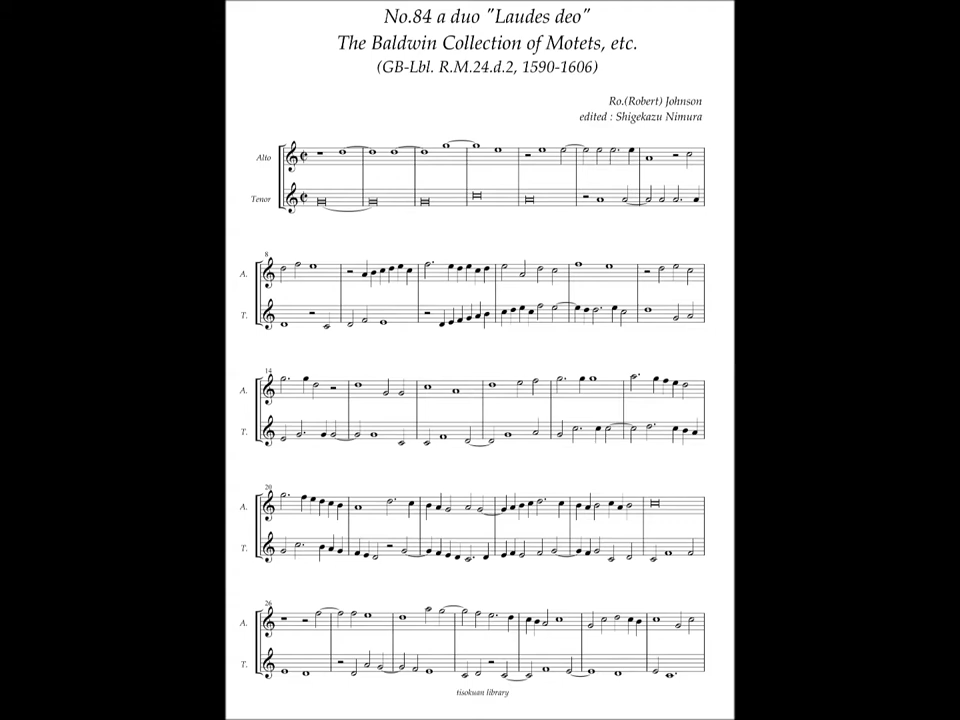 No.84 a duo "Laudes deo"
The Baldwin Collection of Motets, etc.
(GB-Lbl. R.M.24.d.2, 1590-1606)
Ro.(Robert) Johnson
edited : Shigekazu Nimura
Alto
Tenor
8
A.
T.
14
A.
T.
20
A.
T.
26
A.
T.
tisokuan library